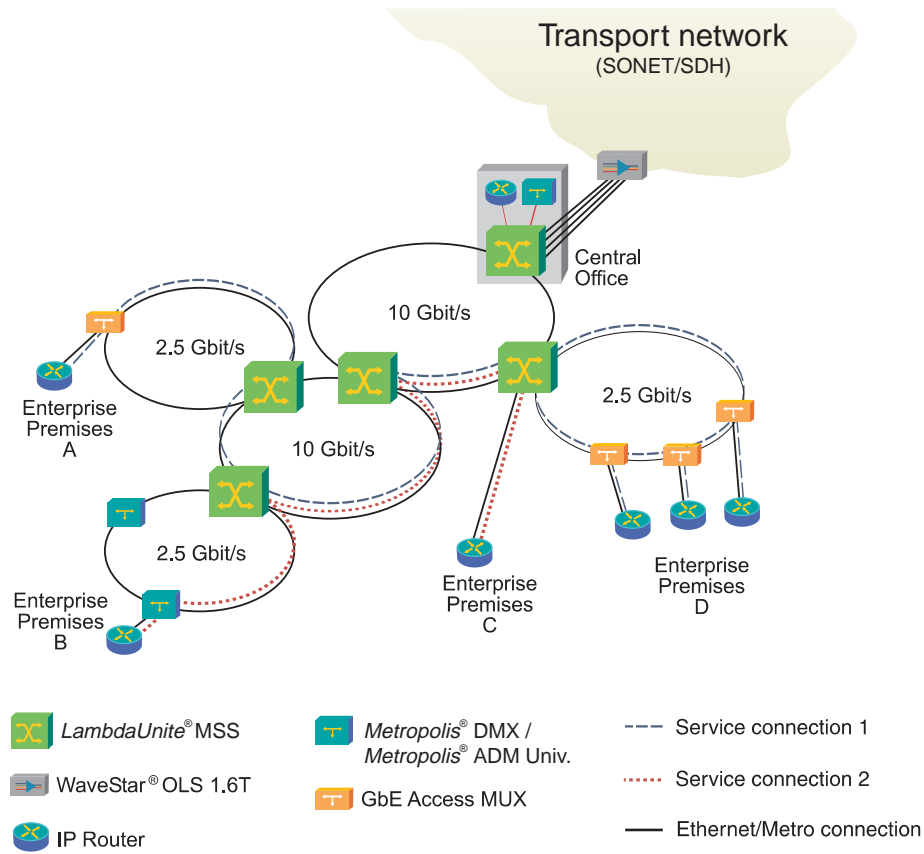 Transport network
(SONET/SDH)
Central
Office
10 Gbit/s
2.5 Gbit/s
Enterprise
Premises
A
2.5 Gbit/s
10 Gbit/s
2.5 Gbit/s
Enterprise
Premises
B
Enterprise
Premises
C
Enterprise
Premises
D
LambdaUnite® MSS
WaveStar® OLS 1.6T
IP Router
Metropolis® DMX /
Metropolis® ADM Univ.
GbE Access MUX
Service connection 1
Service connection 2
Ethernet/Metro connection